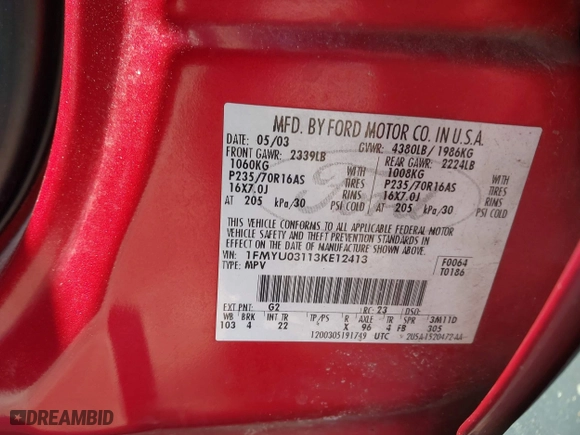 MFD. BY FORD MOTOR CO. IN U.S.A.
DATE: 05/03 GVWR: 4380LB/ 1986KG
FRONT GAWR: 2339LB REAR GAWR: 2224LB
1060KG WITH 1008KG WITH
P235/70R16AS TIRES P235/70R16AS TIRES
16X7.0J RIMS 16X7.0J RIMS
AT 205 kPa/30 PSI COLD AT 205 kPa/30 PSI COLD
THIS VEHICLE CONFORMS TO ALL APPLICABLE FEDERAL MOTOR
VEHICLE SAFETY AND THEFT PREVENTION STANDARDS IN
EFFECT ON THE DATE OF MANUFACTURE SHOWN ABOVE.
VIN: 1FMYU03113KE12413 F0064
TYPE: MPV T0186
EXT PNT: G2 RC: 23 DSO:
WB BRK INT TR TP/PS R AXLE TR SPR 3M11D
103 4 22 X 96 4 FB 305
1200305191749 UTC
Ford
DREAMBID